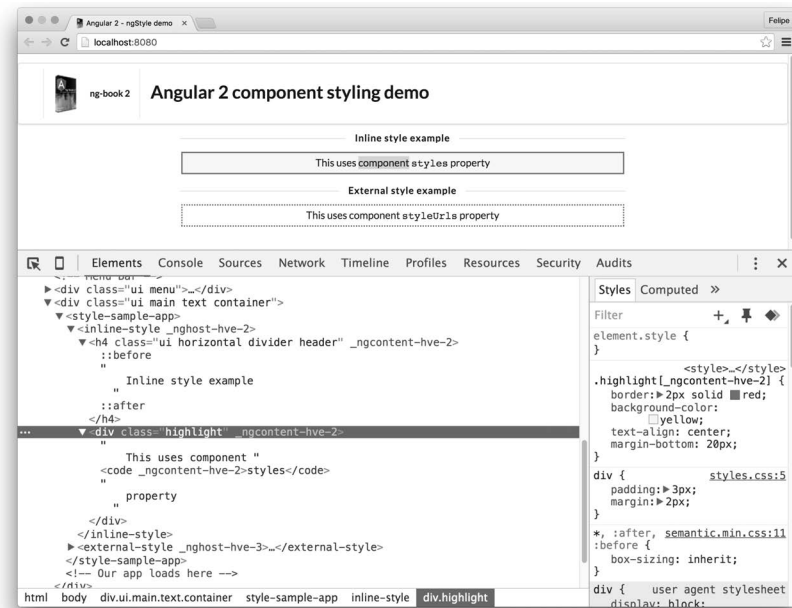 Angular 2 - ngStyle demo ×
Felipe
localhost:8080
ng-book 2
Angular 2 component styling demo
Inline style example
This uses component styles property
External style example
This uses component styleUrls property
Elements Console Sources Network Timeline Profiles Resources Security Audits
▶<div class="ui menu">…</div>
▼<div class="ui main text container">
▼<style-sample-app>
▼<inline-style _nghost-hve-2>
▼<h4 class="ui horizontal divider header" _ngcontent-hve-2>
::before
"
Inline style example
"
::after
</h4>
▼<div class="highlight" _ngcontent-hve-2>
"
This uses component "
<code _ngcontent-hve-2>styles</code>
"
property
"
</div>
</inline-style>
▶<external-style _nghost-hve-3>…</external-style>
</style-sample-app>
<!-- Our app loads here -->
</div>
html body div.ui.main.text.container style-sample-app inline-style div.highlight
Styles Computed »
Filter
element.style {
}
<style>…</style>
.highlight[_ngcontent-hve-2] {
border:▶2px solid red;
background-color:
yellow;
text-align: center;
margin-bottom: 20px;
}
div { styles.css:5
padding:▶3px;
margin:▶2px;
}
*, :after, semantic.min.css:11
:before {
box-sizing: inherit;
}
div { user agent stylesheet
display: block;